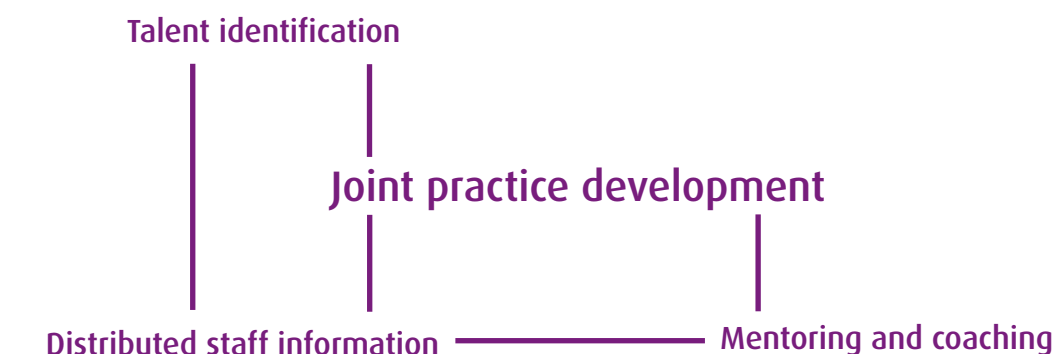 Talent identification
Joint practice development
Distributed staff information
Mentoring and coaching